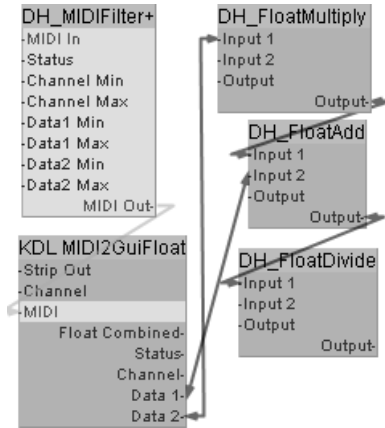 DH_MIDIFilter+
-MIDI In
-Status
-Channel Min
-Channel Max
-Data1 Min
-Data1 Max
-Data2 Min
-Data2 Max
MIDI Out-
KDL MIDI2GuiFloat
-Strip Out
-Channel
-MIDI
Float Combined-
Status-
Channel-
Data 1-
Data 2-
DH_FloatMultiply
-Input 1
-Input 2
-Output
Output-
DH_FloatAdd
-Input 1
-Input 2
-Output
Output-
DH_FloatDivide
-Input 1
-Input 2
-Output
Output-